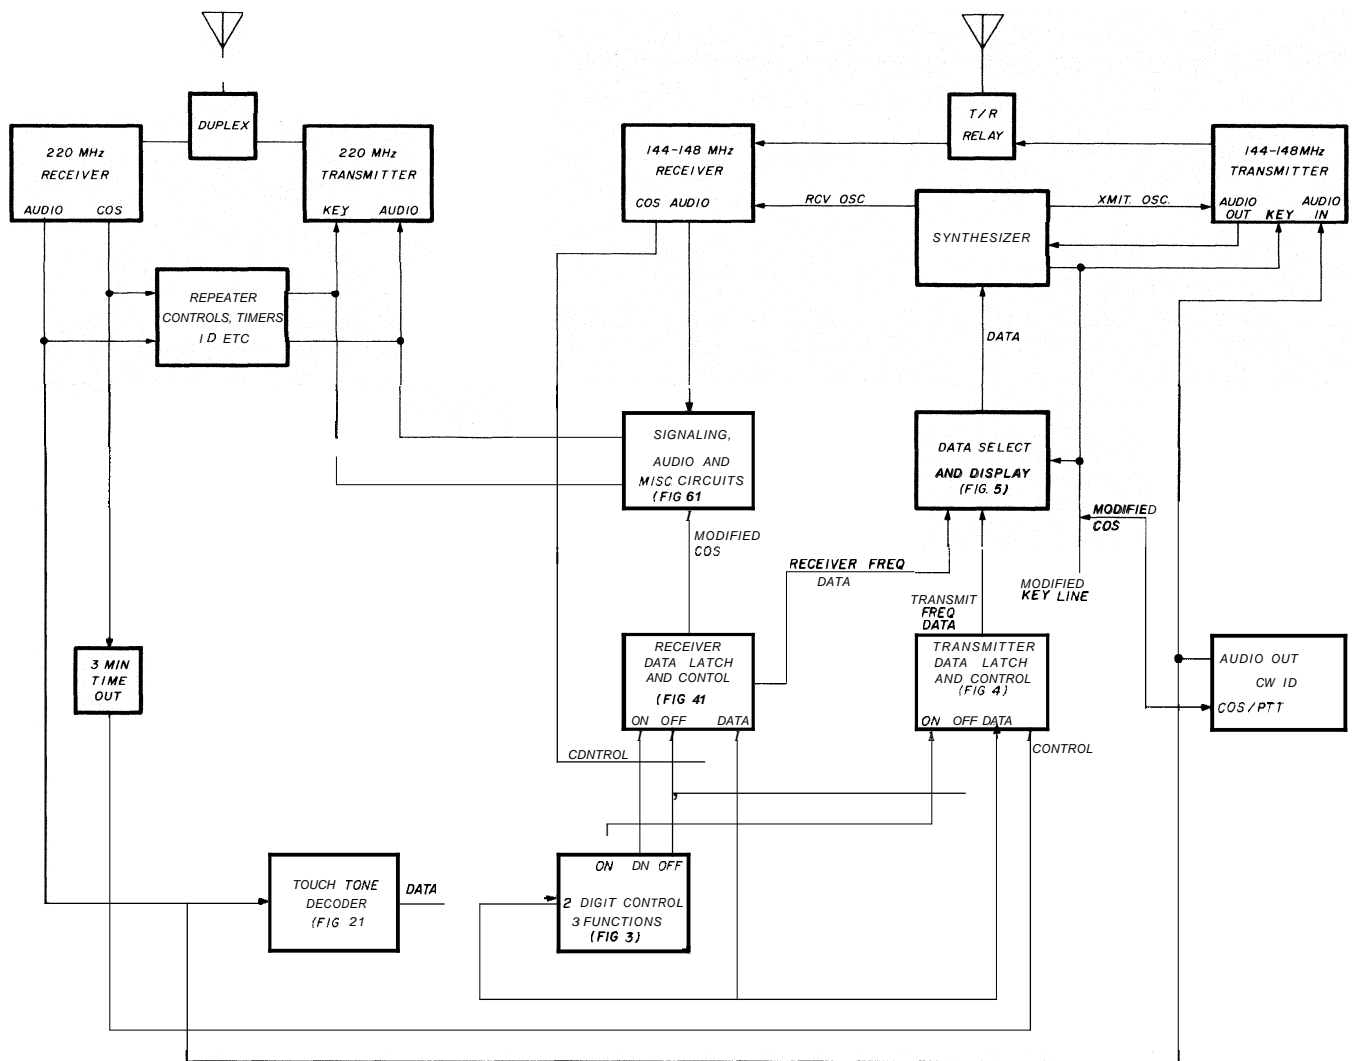 DUPLEX
220 MHz
RECEIVER
AUDIO COS
220 MHz
TRANSMITTER
KEY AUDIO
144-148 MHz
RECEIVER
COS AUDIO
T/R
RELAY
144-148MHz
TRANSMITTER
AUDIO
OUT KEY AUDIO
IN
RCV OSC
XMIT. OSC.
SYNTHESIZER
REPEATER
CONTROLS, TIMERS
ID ETC
DATA
SIGNALING,
AUDIO AND
MISC CIRCUITS
(FIG 61
DATA SELECT
AND DISPLAY
(FIG. 5)
MODIFIED
COS
MODIFIED
COS
RECEIVER FREQ
DATA
MODIFIED
KEY LINE
TRANSMIT
FREQ
DATA
3 MIN
TIME
OUT
RECEIVER
DATA LATCH
AND CONTOL
(FIG 41
ON OFF DATA
TRANSMITTER
DATA LATCH
AND CONTROL
(FIG 4)
ON OFF DATA
AUDIO OUT
CW ID
COS/PTT
CDNTROL
CONTROL
TOUCH TONE
DECODER
(FIG 21
DATA
ON DN OFF
2 DIGIT CONTROL
3 FUNCTIONS
(FIG 3)